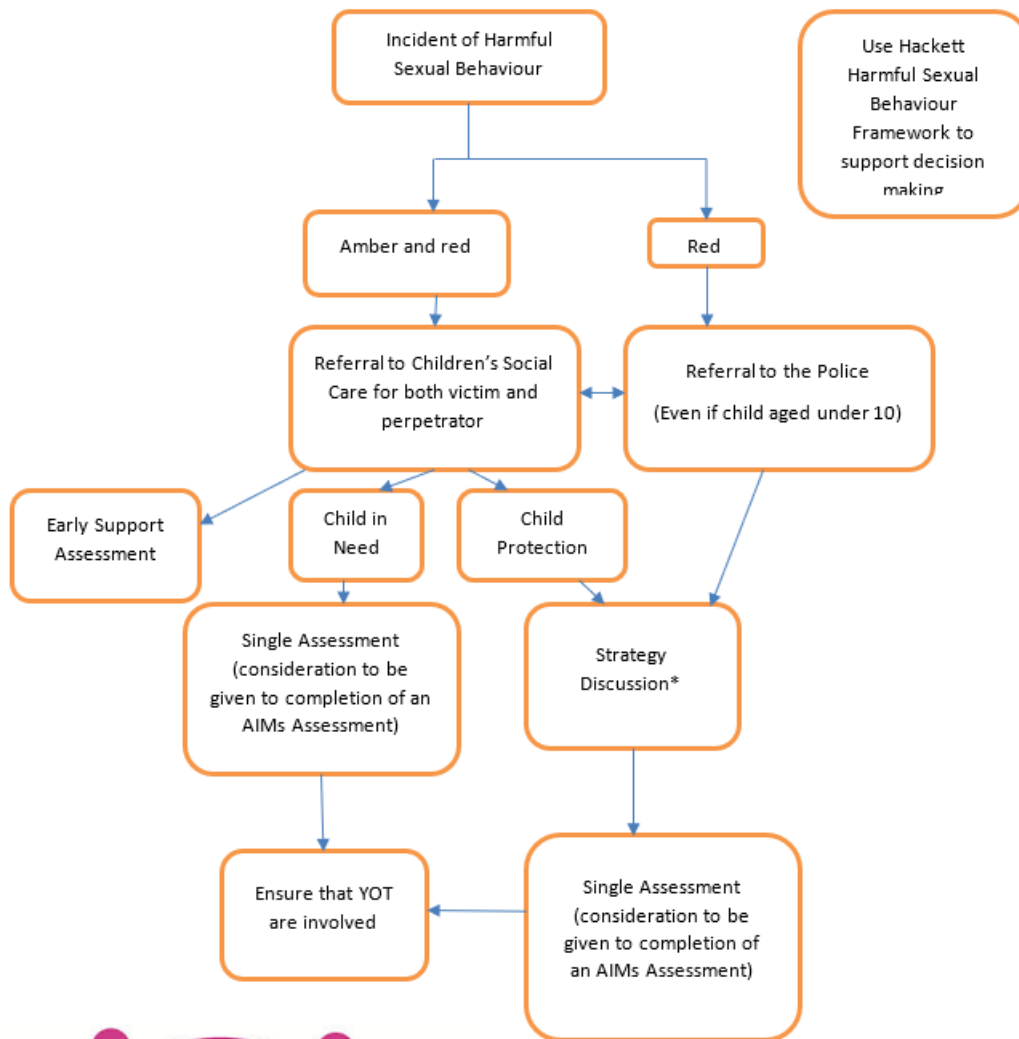 Incident of Harmful
Sexual Behaviour
Use Hackett
Harmful Sexual
Behaviour
Framework to
support decision
making
Amber and red
Red
Referral to Children’s Social
Care for both victim and
perpetrator
Referral to the Police
(Even if child aged under 10)
Early Support
Assessment
Child in
Need
Child
Protection
Single Assessment
(consideration to be
given to completion of an
AIMs Assessment)
Strategy
Discussion*
Ensure that YOT
are involved
Single Assessment
(consideration to be
given to completion of
an AIMs Assessment)